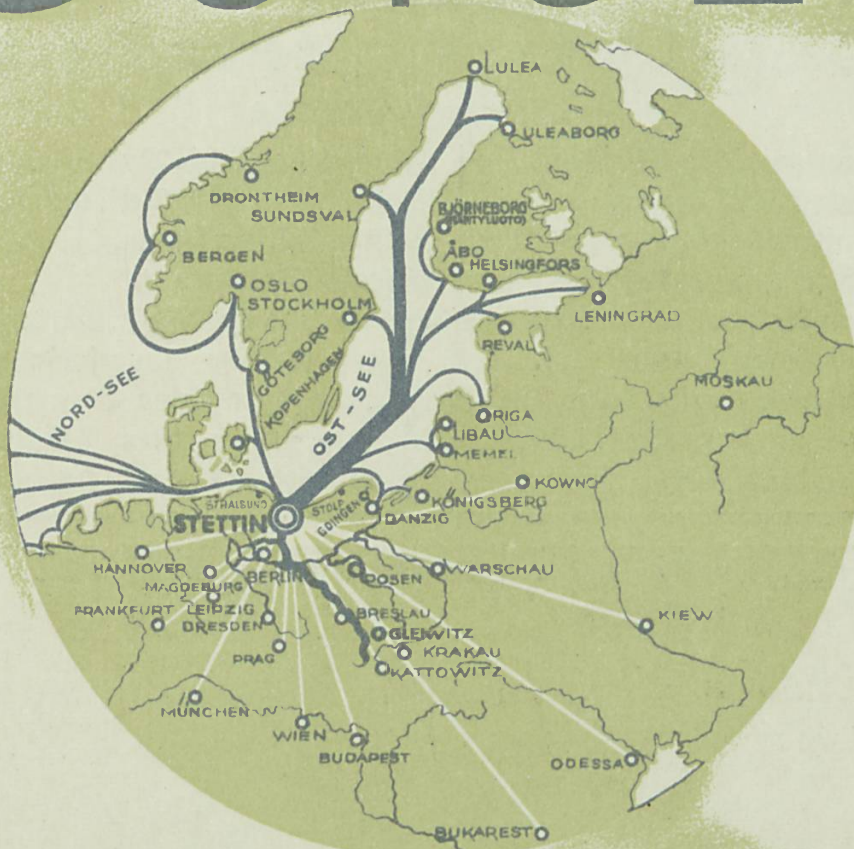 LULEA
ULEABORG
DRONTHEIM
SUNDSVAL
BJÖRNEBORG
(MÄNTYLUOTO)
BERGEN
ÅBO
HELSINGFORS
OSLO
STOCKHOLM
LENINGRAD
GÖTEBORG
REVAL
KOPENHAGEN
MOSKAU
NORD-SEE
OST-SEE
RIGA
LIBAU
MEMEL
KOWNO
KÖNIGSBERG
STRALSUND
STOLP
GDINGEN
STETTIN
DANZIG
HANNOVER
BERLIN
POSEN
WARSCHAU
MAGDEBURG
FRANKFURT
LEIPZIG
BRESLAU
KIEW
DRESDEN
GLEIWITZ
PRAG
KRAKAU
KATTOWITZ
MÜNCHEN
WIEN
BUDAPEST
ODESSA
BUKAREST